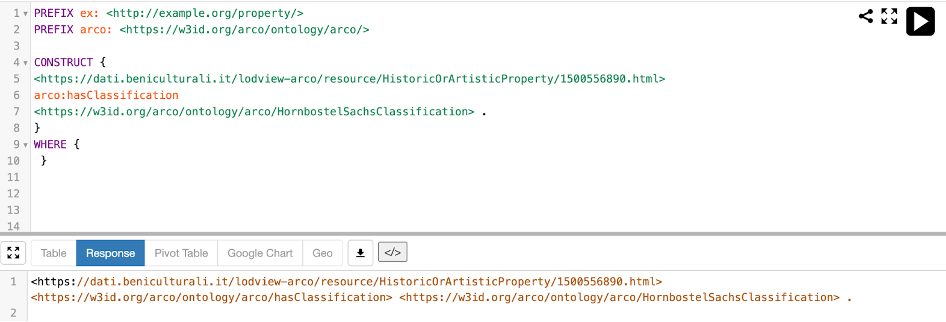 1 PREFIX ex: <http://example.org/property/>
2 PREFIX arco: <https://w3id.org/arco/ontology/arco/>
3
4 CONSTRUCT {
5 <https://dati.beniculturali.it/lodview-arco/resource/HistoricOrArtisticProperty/1500556890.html>
6 arco:hasClassification
7 <https://w3id.org/arco/ontology/arco/HornbostelSachsClassification> .
8 }
9 WHERE {
10 }
11
12
13
14
Table Response Pivot Table Google Chart Geo </>
1 <https://dati.beniculturali.it/lodview-arco/resource/HistoricOrArtisticProperty/1500556890.html>
<https://w3id.org/arco/ontology/arco/hasClassification> <https://w3id.org/arco/ontology/arco/HornbostelSachsClassification> .
2